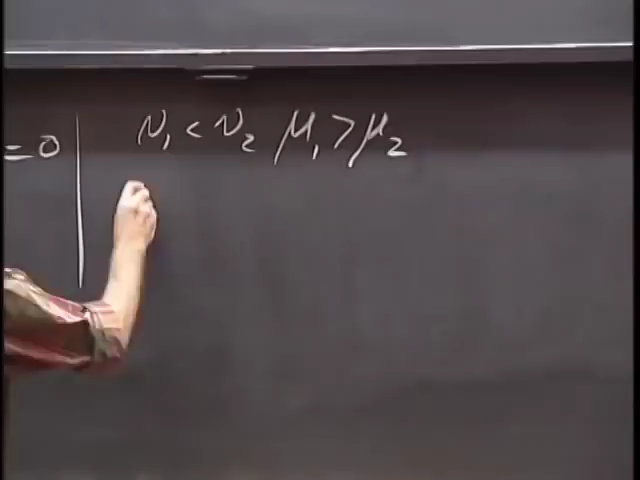 = 0
ν₁ < ν₂ μ₁ > μ₂